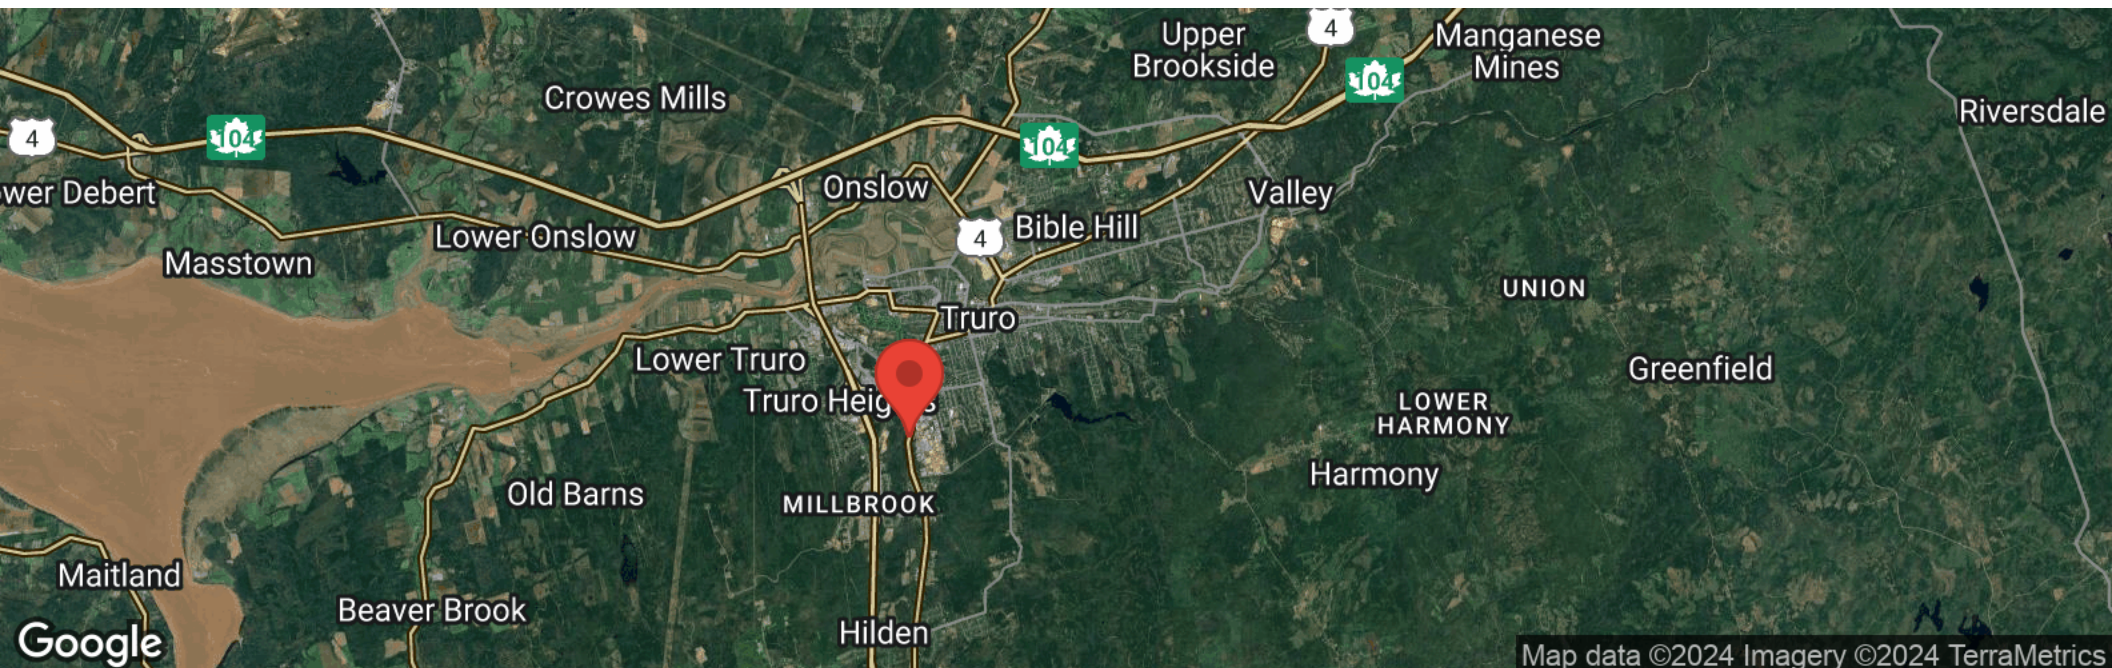 Upper
Brookside
4
Manganese
Mines
104
Crowes Mills
Riversdale
4
104
104
Onslow
Valley
Lower Onslow
4
Bible Hill
Masstown
UNION
Truro
Lower Truro
Greenfield
LOWER
HARMONY
Harmony
Old Barns
MILLBROOK
Maitland
Beaver Brook
Hilden
Google
Map data ©2024 Imagery ©2024 TerraMetrics